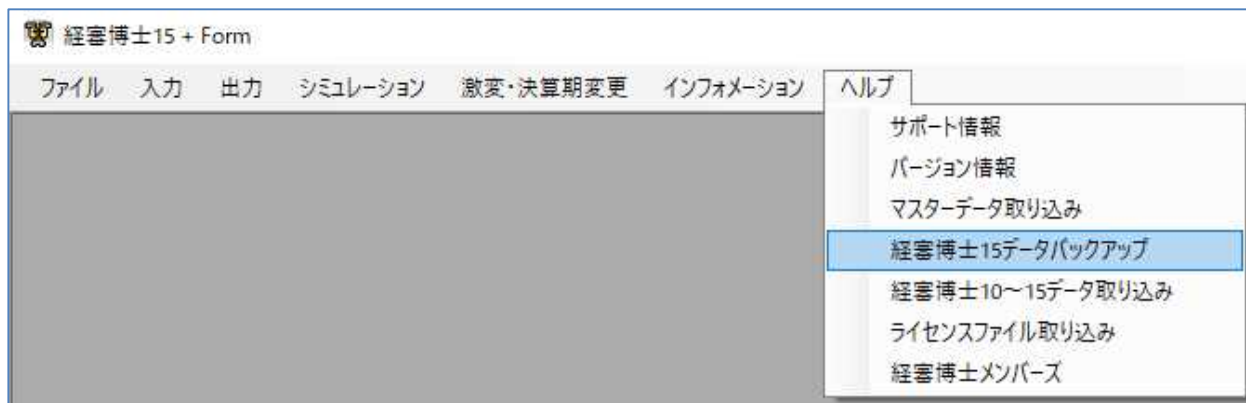 経審博士15 + Form
ファイル 入力 出力 シミュレーション 激変・決算期変更 インフォメーション ヘルプ
サポート情報
バージョン情報
マスターデータ取り込み
経審博士15データバックアップ
経審博士10～15データ取り込み
ライセンスファイル取り込み
経審博士メンバーズ